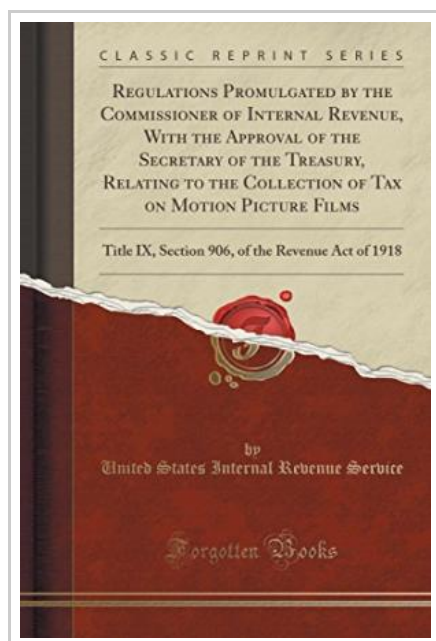 CLASSIC REPRINT SERIES
REGULATIONS PROMULGATED BY THE
COMMISSIONER OF INTERNAL REVENUE,
WITH THE APPROVAL OF THE
SECRETARY OF THE TREASURY,
RELATING TO THE COLLECTION OF TAX
ON MOTION PICTURE FILMS
Title IX, Section 906, of the Revenue Act of 1918
by
United States Internal Revenue Service
Forgotten Books